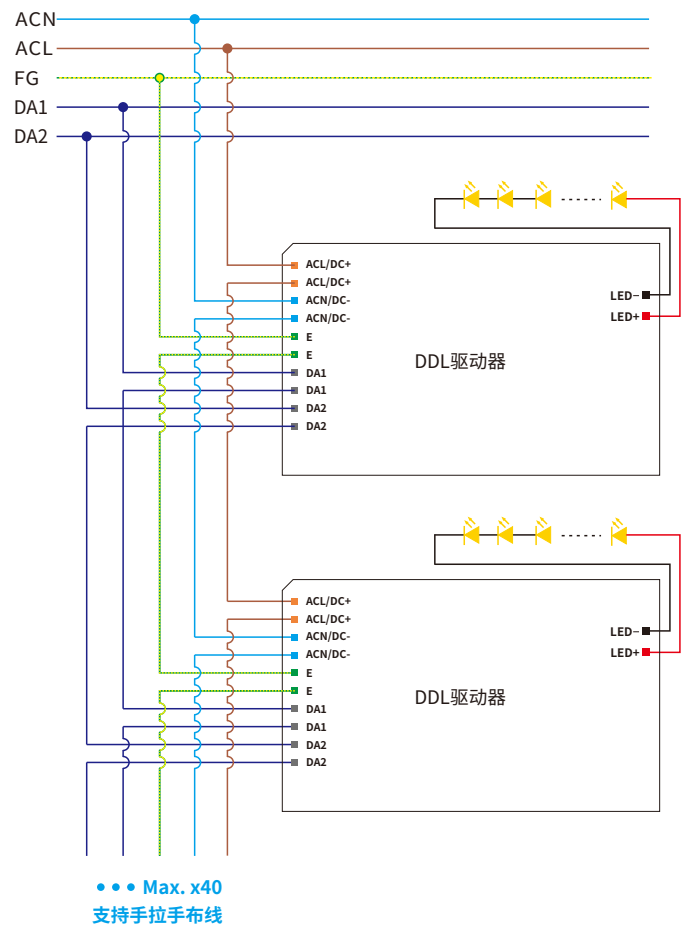 ACN
ACL
FG
DA1
DA2
ACL/DC+
ACL/DC+
ACN/DC-
ACN/DC-
E
E
DA1
DA1
DA2
DA2
DDL驱动器
LED−
LED+
ACL/DC+
ACL/DC+
ACN/DC-
ACN/DC-
E
E
DA1
DA1
DA2
DA2
DDL驱动器
LED−
LED+
••• Max. x40
支持手拉手布线